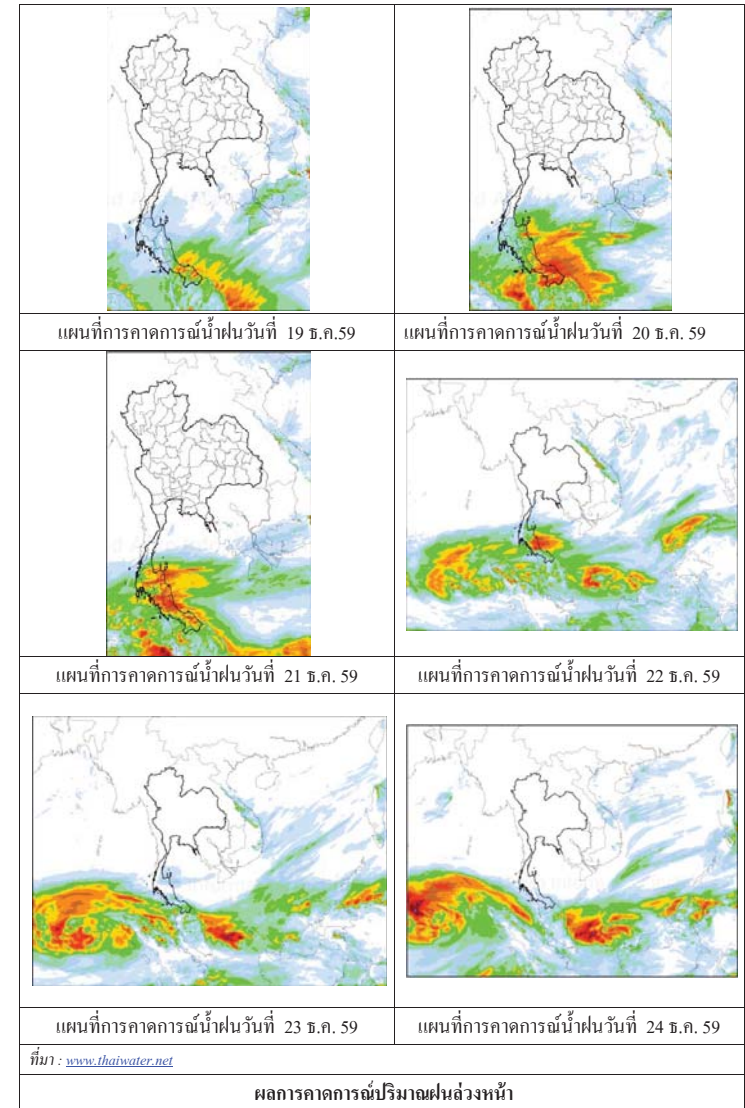 แผนที่การคาดการณ์น้ำฝนวันที่ 19 ธ.ค.59
แผนที่การคาดการณ์น้ำฝนวันที่ 20 ธ.ค. 59
แผนที่การคาดการณ์น้ำฝนวันที่ 21 ธ.ค. 59
แผนที่การคาดการณ์น้ำฝนวันที่ 22 ธ.ค. 59
แผนที่การคาดการณ์น้ำฝนวันที่ 23 ธ.ค. 59
แผนที่การคาดการณ์น้ำฝนวันที่ 24 ธ.ค. 59
ที่มา : www.thaiwater.net
ผลการคาดการณ์ปริมาณฝนล่วงหน้า